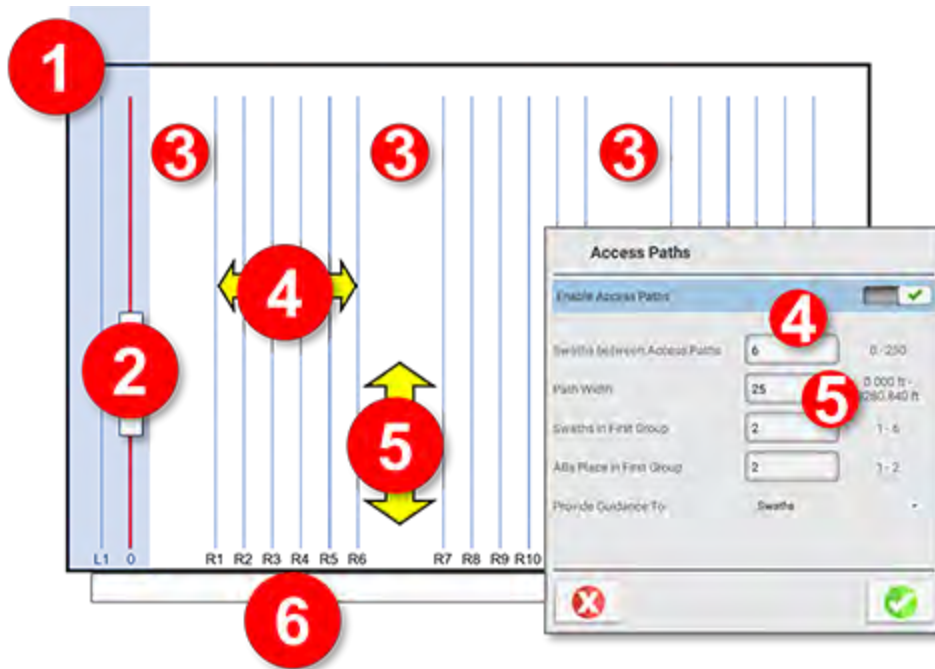 1
3 3 3
4
2
5
L1 0 R1 R2 R3 R4 R5 R6 R7 R8 R9 R10
6
Access Paths
Enable Access Paths
4
Swaths between Access Paths 6 0 - 250
Path Width 25 5 0.000 ft -
3280.840 ft
Swaths in First Group 2 1 - 6
ABs Place in First Group 2 1 - 2
Provide Guidance To Swaths